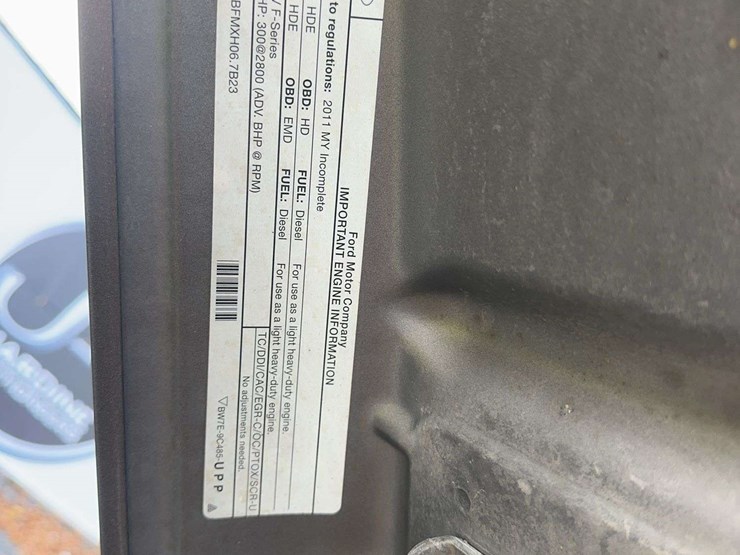 Ford Motor Company
IMPORTANT ENGINE INFORMATION
to regulations: 2011 MY Incomplete
HDE OBD: HD FUEL: Diesel For use as a light heavy-duty engine.
HDE OBD: EMD FUEL: Diesel For use as a light heavy-duty engine.
/ F-Series TC/DDI/CAC/EGR-C/OC/PTOX/SCR-U
HP: 300@2800 (ADV. BHP @ RPM) No adjustments needed.
BFMXH06.7B23 BW7E-9C485-UPP